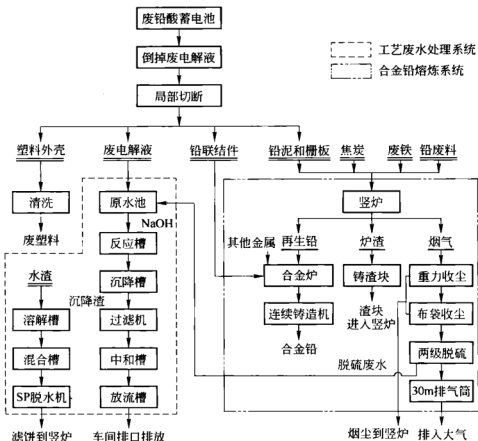 废铅酸蓄电池
倒掉废电解液
局部切断
工艺废水处理系统
合金铅熔炼系统
塑料外壳
废电解液
铅联结件
铅泥和栅板
焦炭
废铁
铅废料
清洗
原水池
竖炉
废塑料
NaOH
反应槽
其他金属
再生铅
炉渣
烟气
水渣
沉降槽
合金炉
铸渣块
重力收尘
沉降渣
溶解槽
过滤机
连续铸造机
渣块
进入竖炉
布袋收尘
混合槽
中和槽
合金铅
两级脱硫
脱硫废水
SP脱水机
放流槽
30m排气筒
滤饼到竖炉
车间排口排放
烟尘到竖炉
排入大气